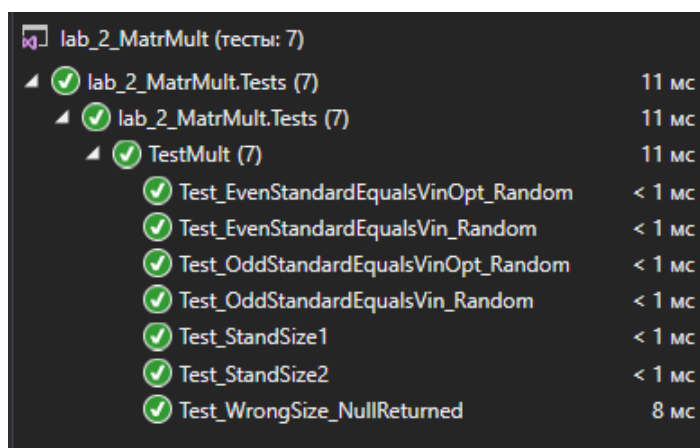 lab_2_MatrMult (тесты: 7)
lab_2_MatrMult.Tests (7) 11 мс
lab_2_MatrMult.Tests (7) 11 мс
TestMult (7) 11 мс
Test_EvenStandardEqualsVinOpt_Random < 1 мс
Test_EvenStandardEqualsVin_Random < 1 мс
Test_OddStandardEqualsVinOpt_Random < 1 мс
Test_OddStandardEqualsVin_Random < 1 мс
Test_StandSize1 < 1 мс
Test_StandSize2 < 1 мс
Test_WrongSize_NullReturned 8 мс